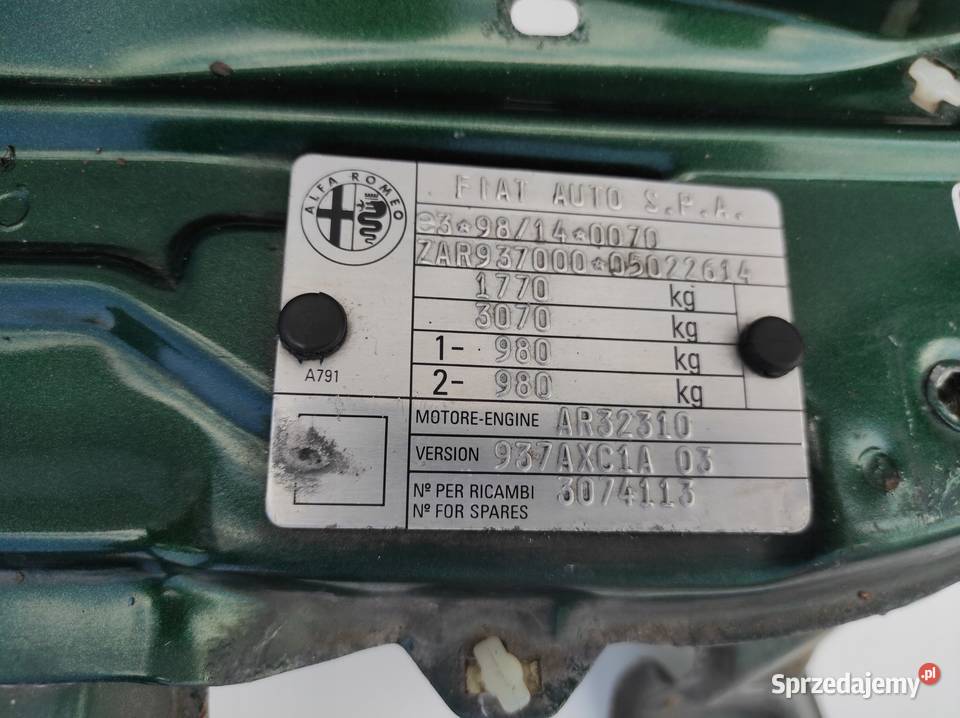 ALFA ROMEO
FIAT AUTO S.P.A.
e3*98/14*0070
ZAR937000*05022614
1770 kg
3070 kg
1- 980 kg
2- 980 kg
A791
MOTORE-ENGINE AR32310
VERSION 937AXC1A 03
Nº PER RICAMBI 3074113
Nº FOR SPARES
Sprzedajemy.pl